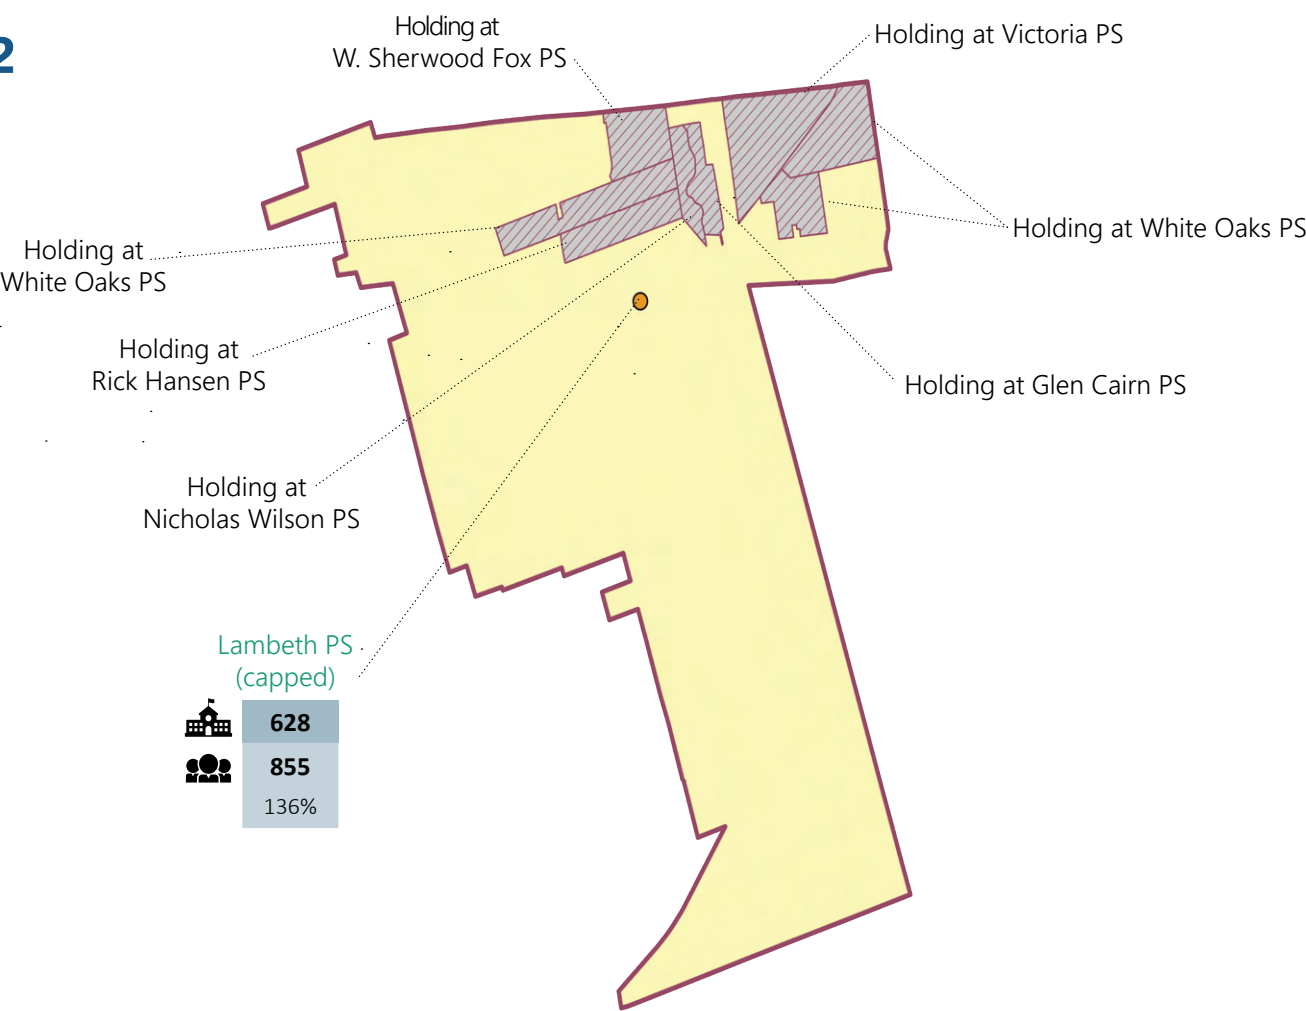 2
Holding at
W. Sherwood Fox PS
Holding at Victoria PS
Holding at White Oaks PS
Holding at
White Oaks PS
Holding at
Rick Hansen PS
Holding at Glen Cairn PS
Holding at
Nicholas Wilson PS
Lambeth PS
(capped)
628
855
136%